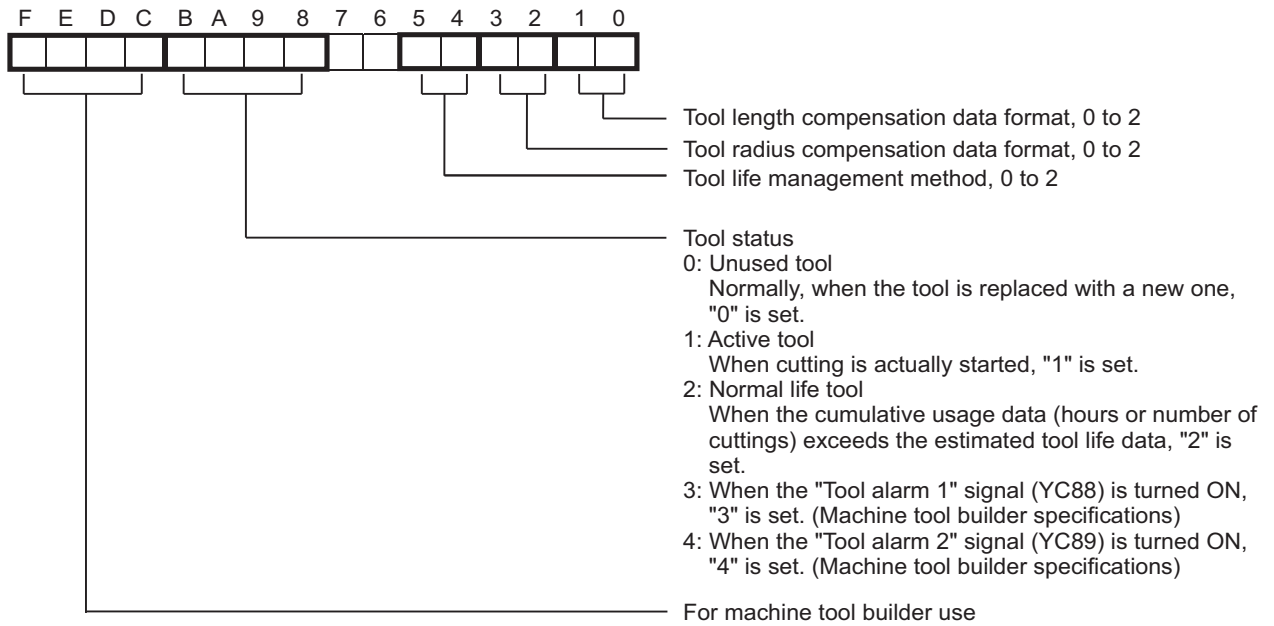 F E D C B A 9 8 7 6 5 4 3 2 1 0
Tool length compensation data format, 0 to 2
Tool radius compensation data format, 0 to 2
Tool life management method, 0 to 2
Tool status
0: Unused tool
Normally, when the tool is replaced with a new one,
"0" is set.
1: Active tool
When cutting is actually started, "1" is set.
2: Normal life tool
When the cumulative usage data (hours or number of
cuttings) exceeds the estimated tool life data, "2" is
set.
3: When the "Tool alarm 1" signal (YC88) is turned ON,
"3" is set. (Machine tool builder specifications)
4: When the "Tool alarm 2" signal (YC89) is turned ON,
"4" is set. (Machine tool builder specifications)
For machine tool builder use